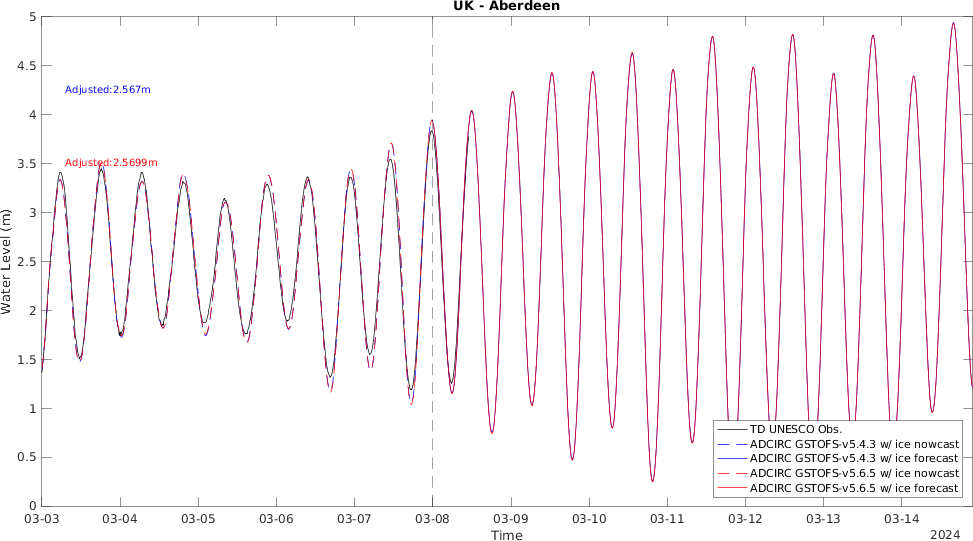 UK - Aberdeen
5
4.5
4
3.5
3
2.5
2
1.5
1
0.5
0
Water Level (m)
Adjusted:2.567m
Adjusted:2.5699m
TD UNESCO Obs.
ADCIRC GSTOFS-v5.4.3 w/ ice nowcast
ADCIRC GSTOFS-v5.4.3 w/ ice forecast
ADCIRC GSTOFS-v5.6.5 w/ ice nowcast
ADCIRC GSTOFS-v5.6.5 w/ ice forecast
03-03 03-04 03-05 03-06 03-07 03-08 03-09 03-10 03-11 03-12 03-13 03-14
Time
2024